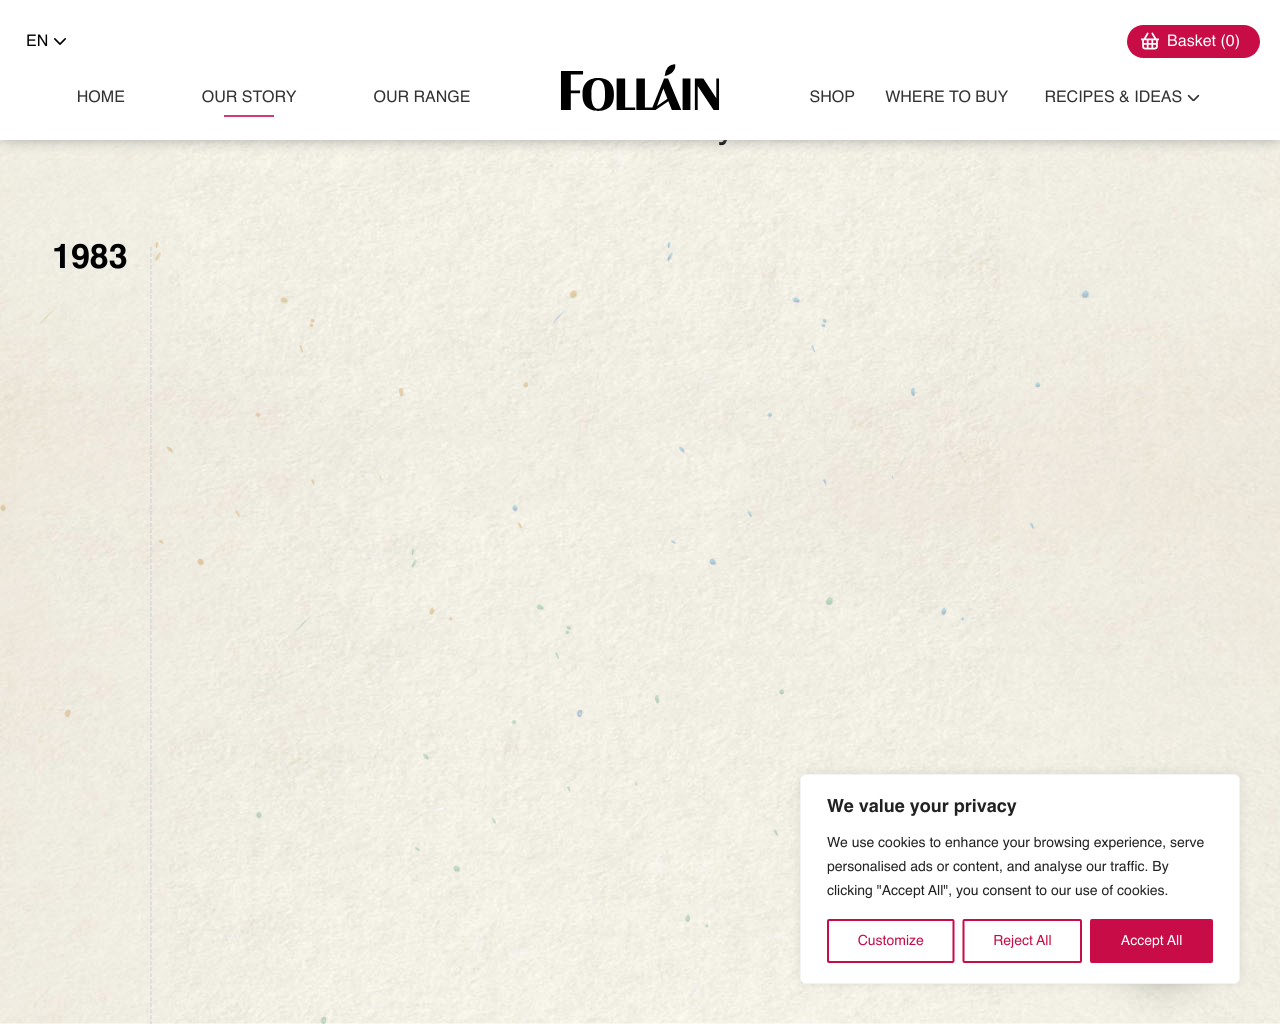 EN
Basket (0)
HOME
OUR STORY
OUR RANGE
FOLLÁIN
SHOP
WHERE TO BUY
RECIPES & IDEAS
1983
We value your privacy
We use cookies to enhance your browsing experience, serve
personalised ads or content, and analyse our traffic. By
clicking "Accept All", you consent to our use of cookies.
Customize
Reject All
Accept All